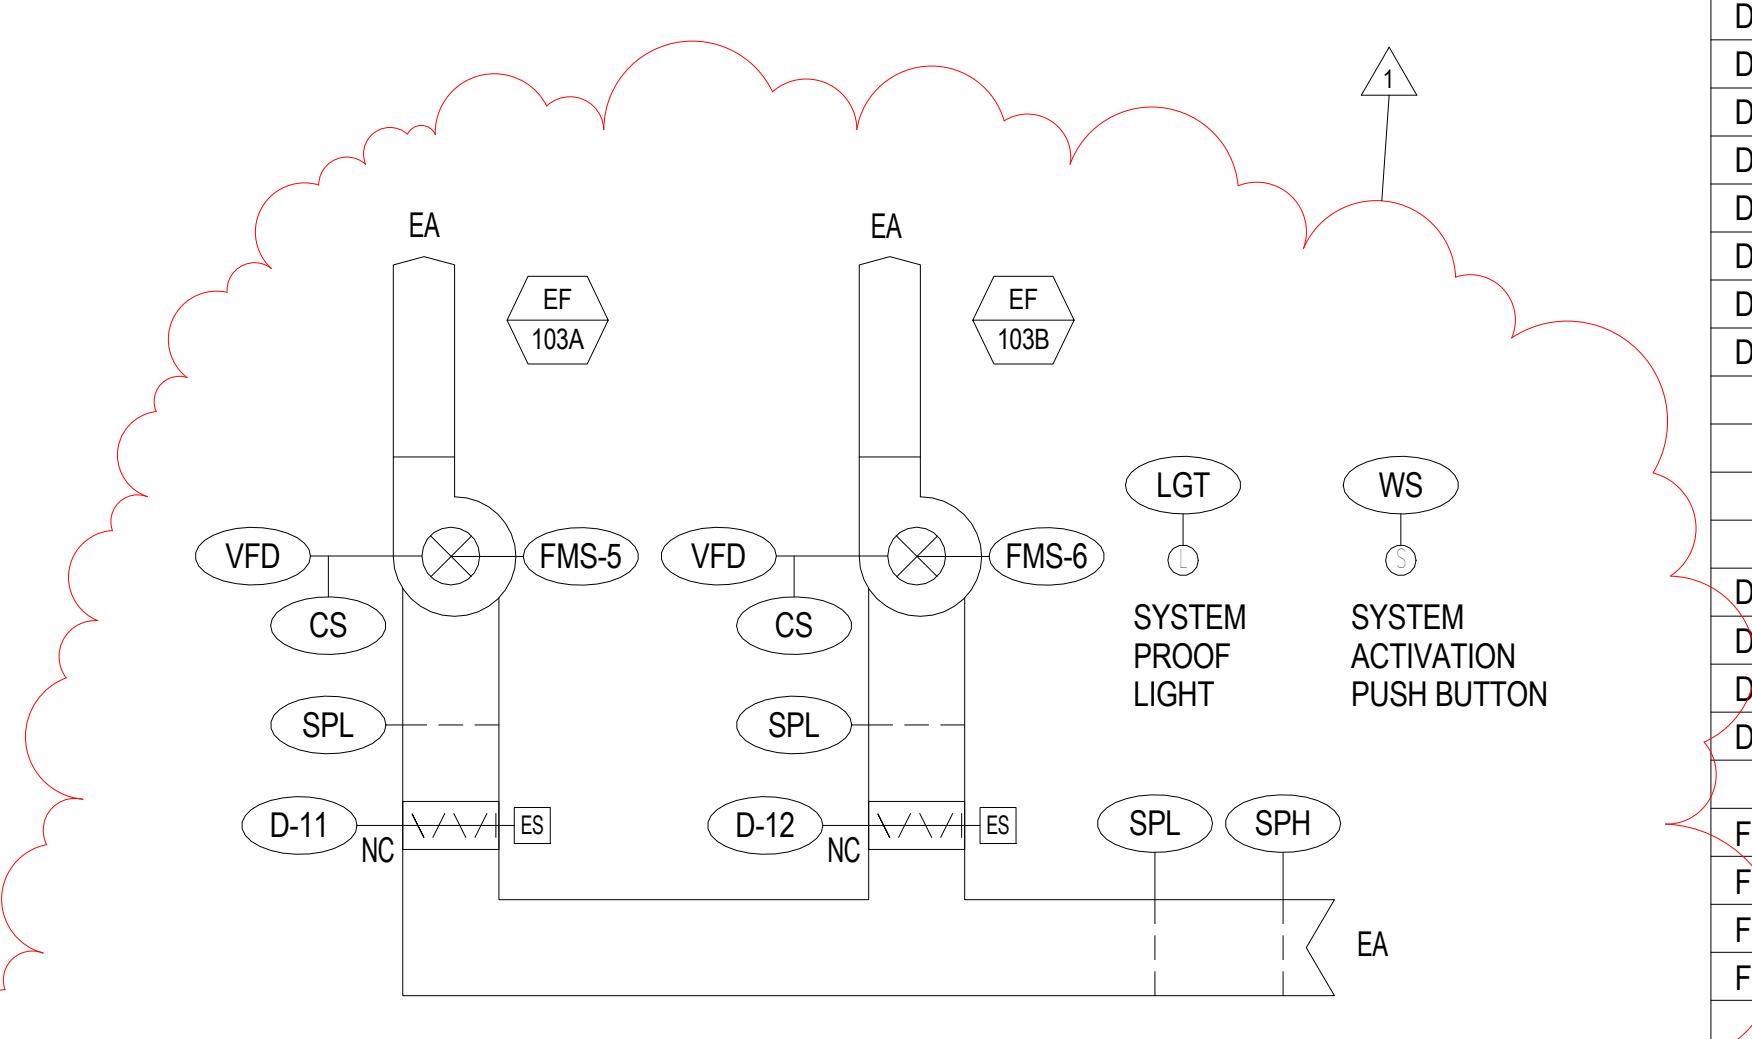 1
EA
EA
EF
103A
EF
103B
LGT
WS
VFD
FMS-5
VFD
FMS-6
L
S
CS
CS
SYSTEM
PROOF
LIGHT
SYSTEM
ACTIVATION
PUSH BUTTON
SPL
SPL
D-11
NC
ES
D-12
NC
ES
SPL
SPH
EA
D
D
D
D
D
D
D
D
D
D
D
D
F
F
F
F